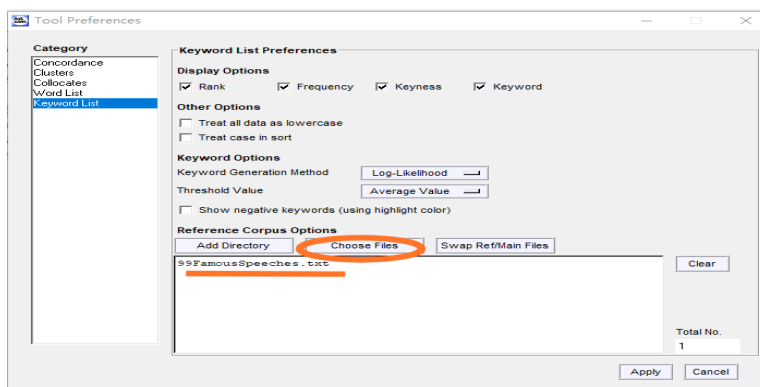 Tool Preferences
Category
Concordance
Clusters
Collocates
Word List
Keyword List
Keyword List Preferences
Display Options
Rank Frequency Keyness Keyword
Other Options
Treat all data as lowercase
Treat case in sort
Keyword Options
Keyword Generation Method Log-Likelihood
Threshold Value Average Value
Show negative keywords (using highlight color)
Reference Corpus Options
Add Directory Choose Files Swap Ref/Main Files
99FamousSpeeches.txt
Clear
Total No.
1
Apply Cancel